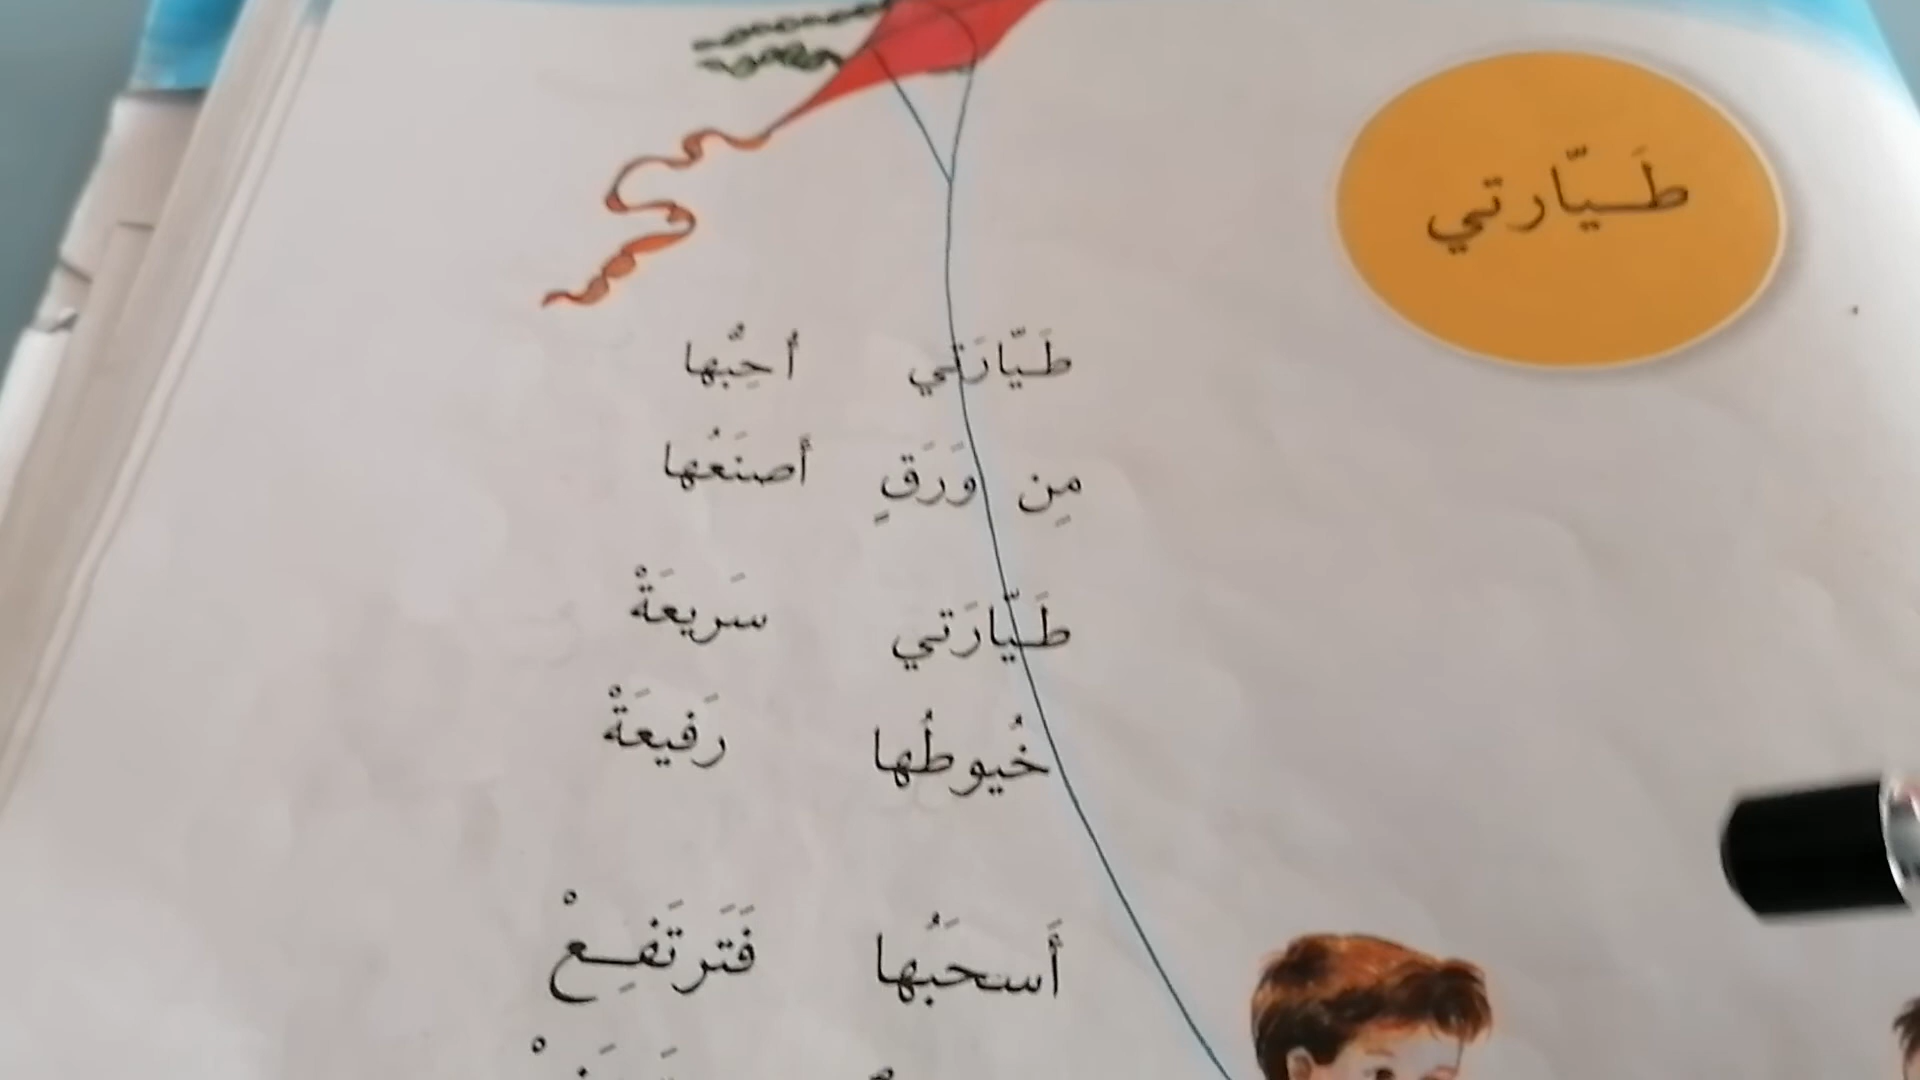 طَيّارتي
طَيّارَتي أُحِبُّها
مِن وَرَقٍ أَصنَعُها
طَيّارَتي سَريعَةْ
خُيوطُها رَفيعَةْ
أَسحَبُها فَتَرتَفِعْ